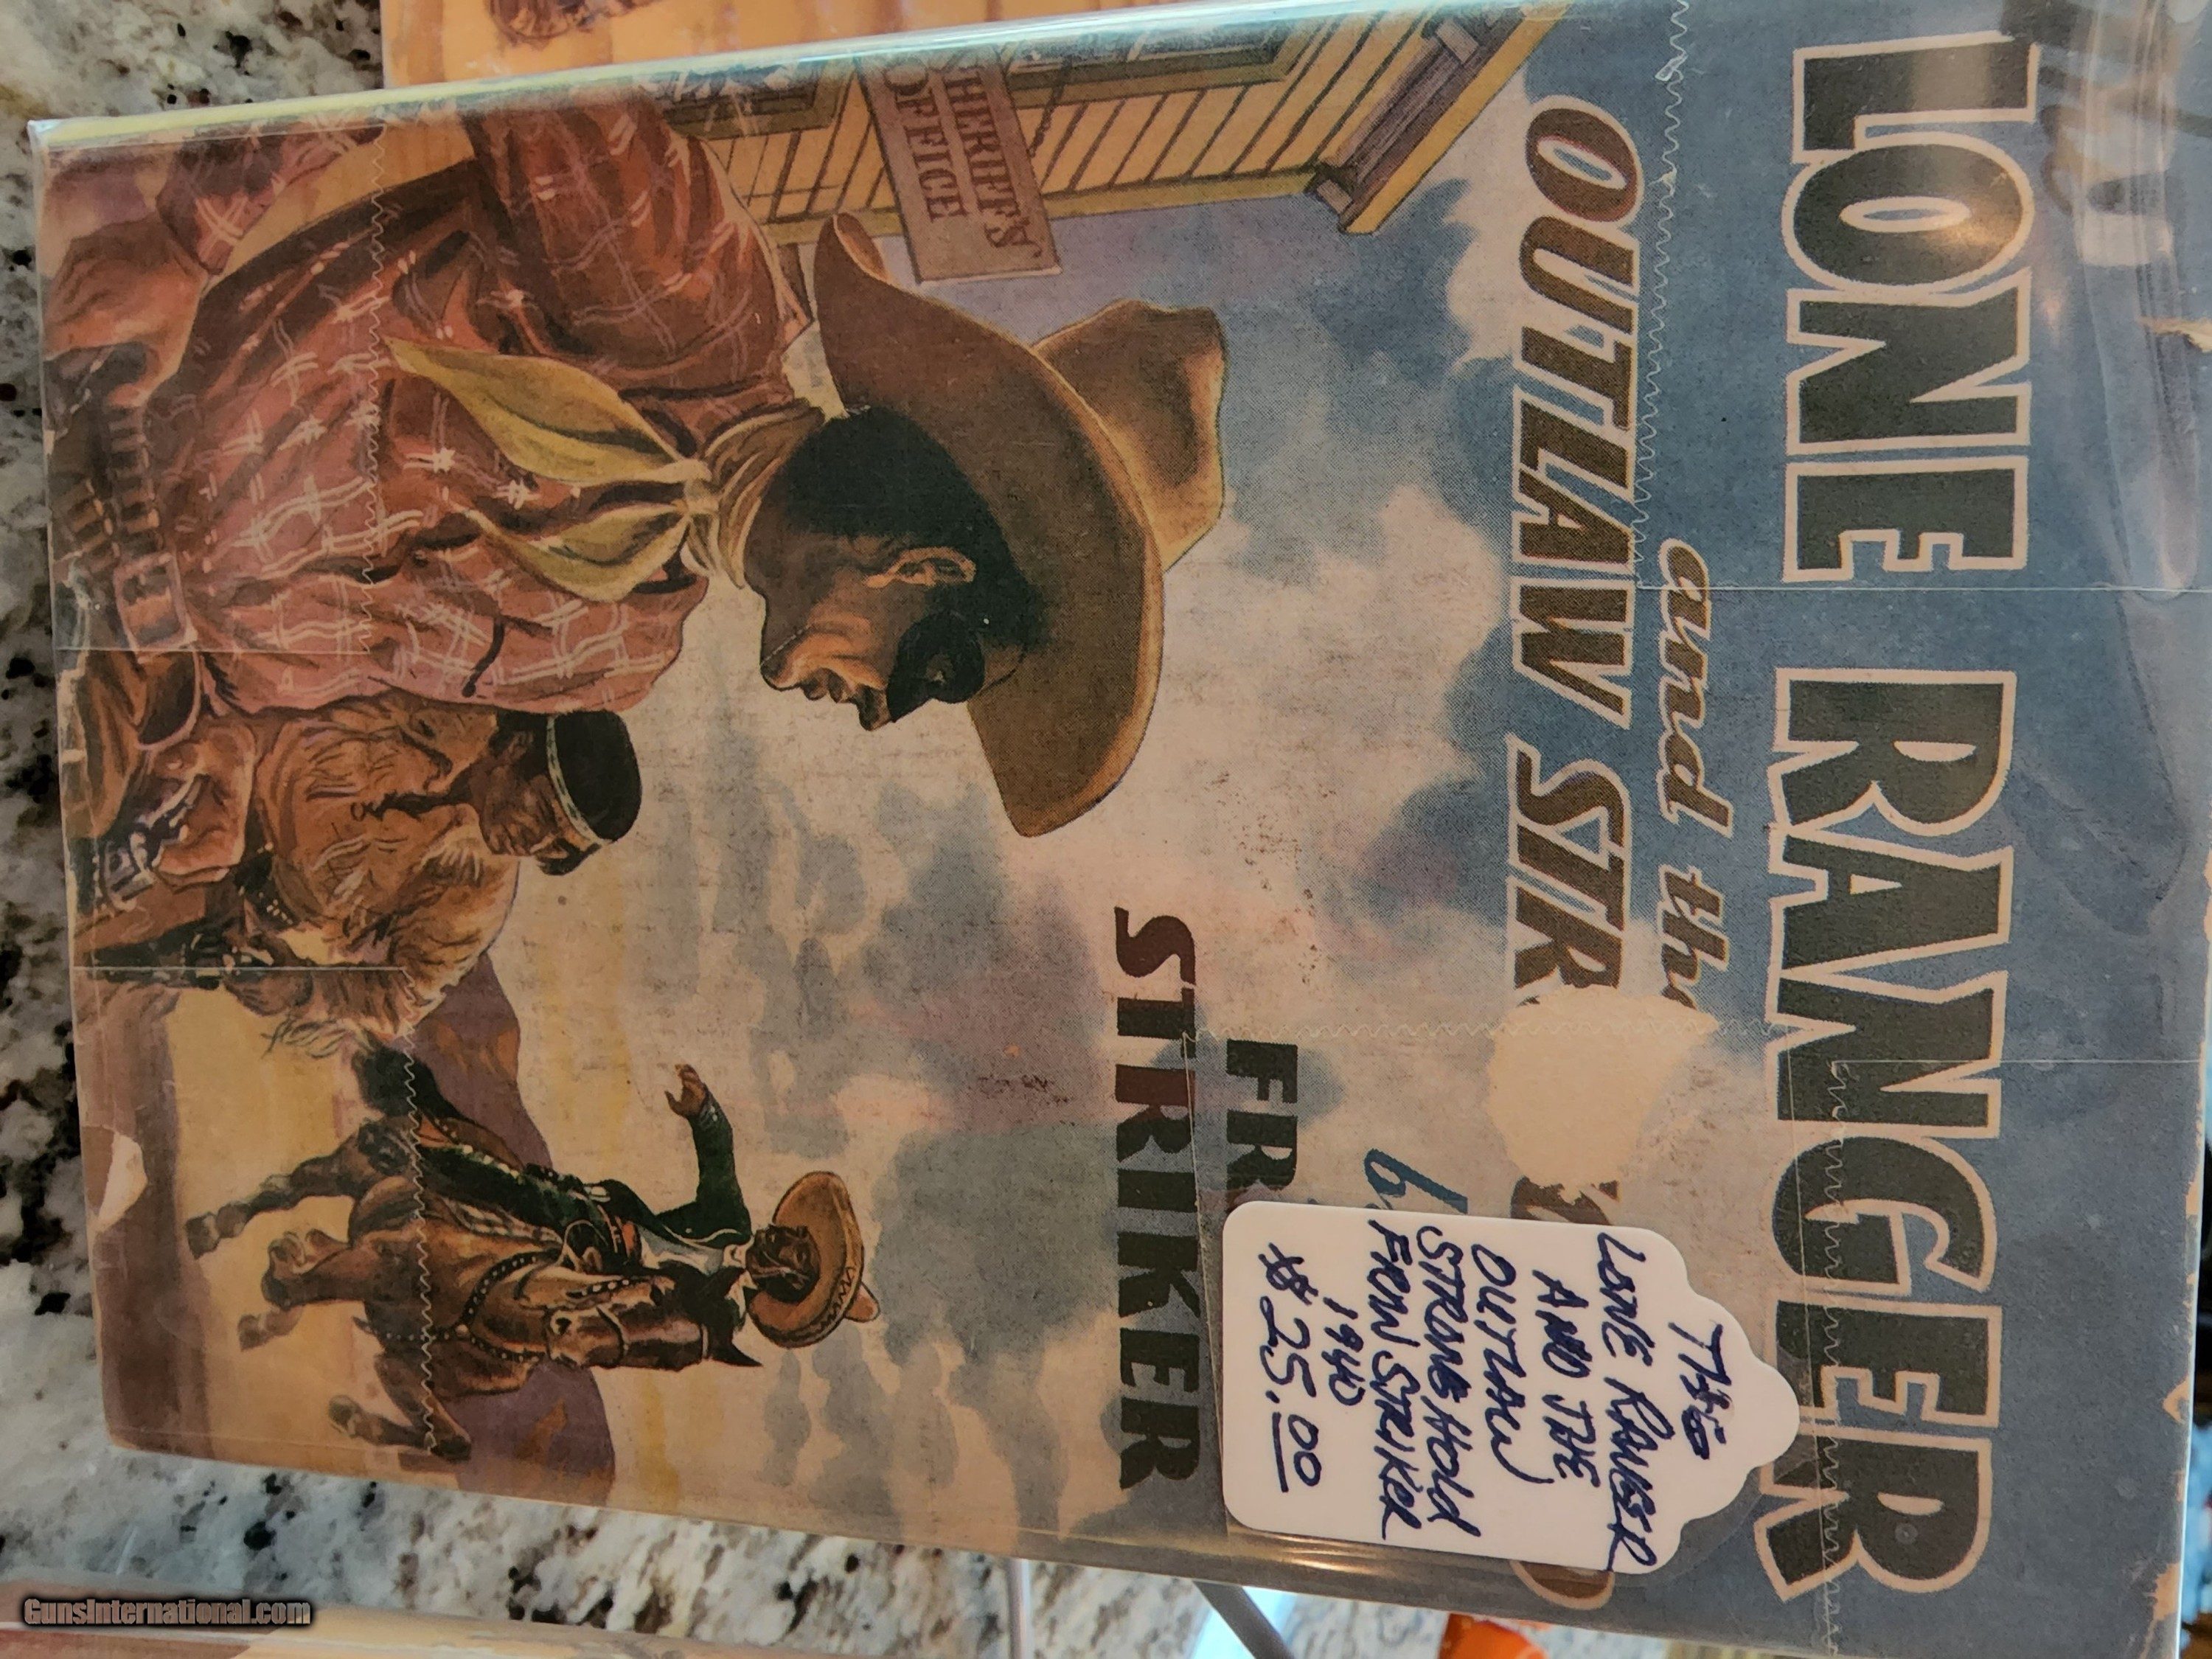 LONE RANGER
and th
OUTLAW STR
b
FR
STRIKER
SHERIFF'S
OFFICE
THE
LONE RANGER
AND THE
OUTLAW
STRONG HOLD
FRAN STRIKER
1940
$25.00
GunsInternational.com